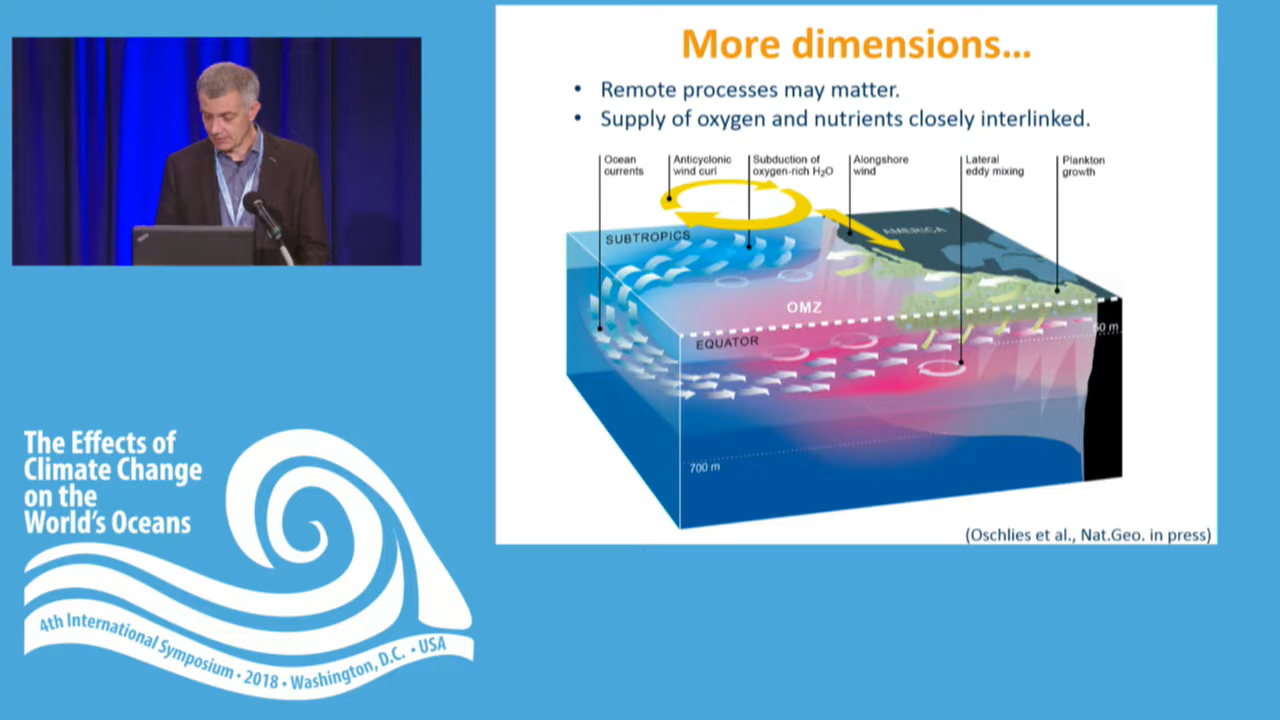 More dimensions...
• Remote processes may matter.
• Supply of oxygen and nutrients closely interlinked.
Ocean
currents
Anticyclonic
wind curl
Subduction of
oxygen-rich H₂O
Alongshore
wind
Lateral
eddy mixing
Plankton
growth
SUBTROPICS
AMERICA
OMZ
EQUATOR
50 m
700 m
(Oschlies et al., Nat.Geo. in press)
The Effects of
Climate Change
on the
World's Oceans
4th International Symposium • 2018 • Washington, D.C. • USA